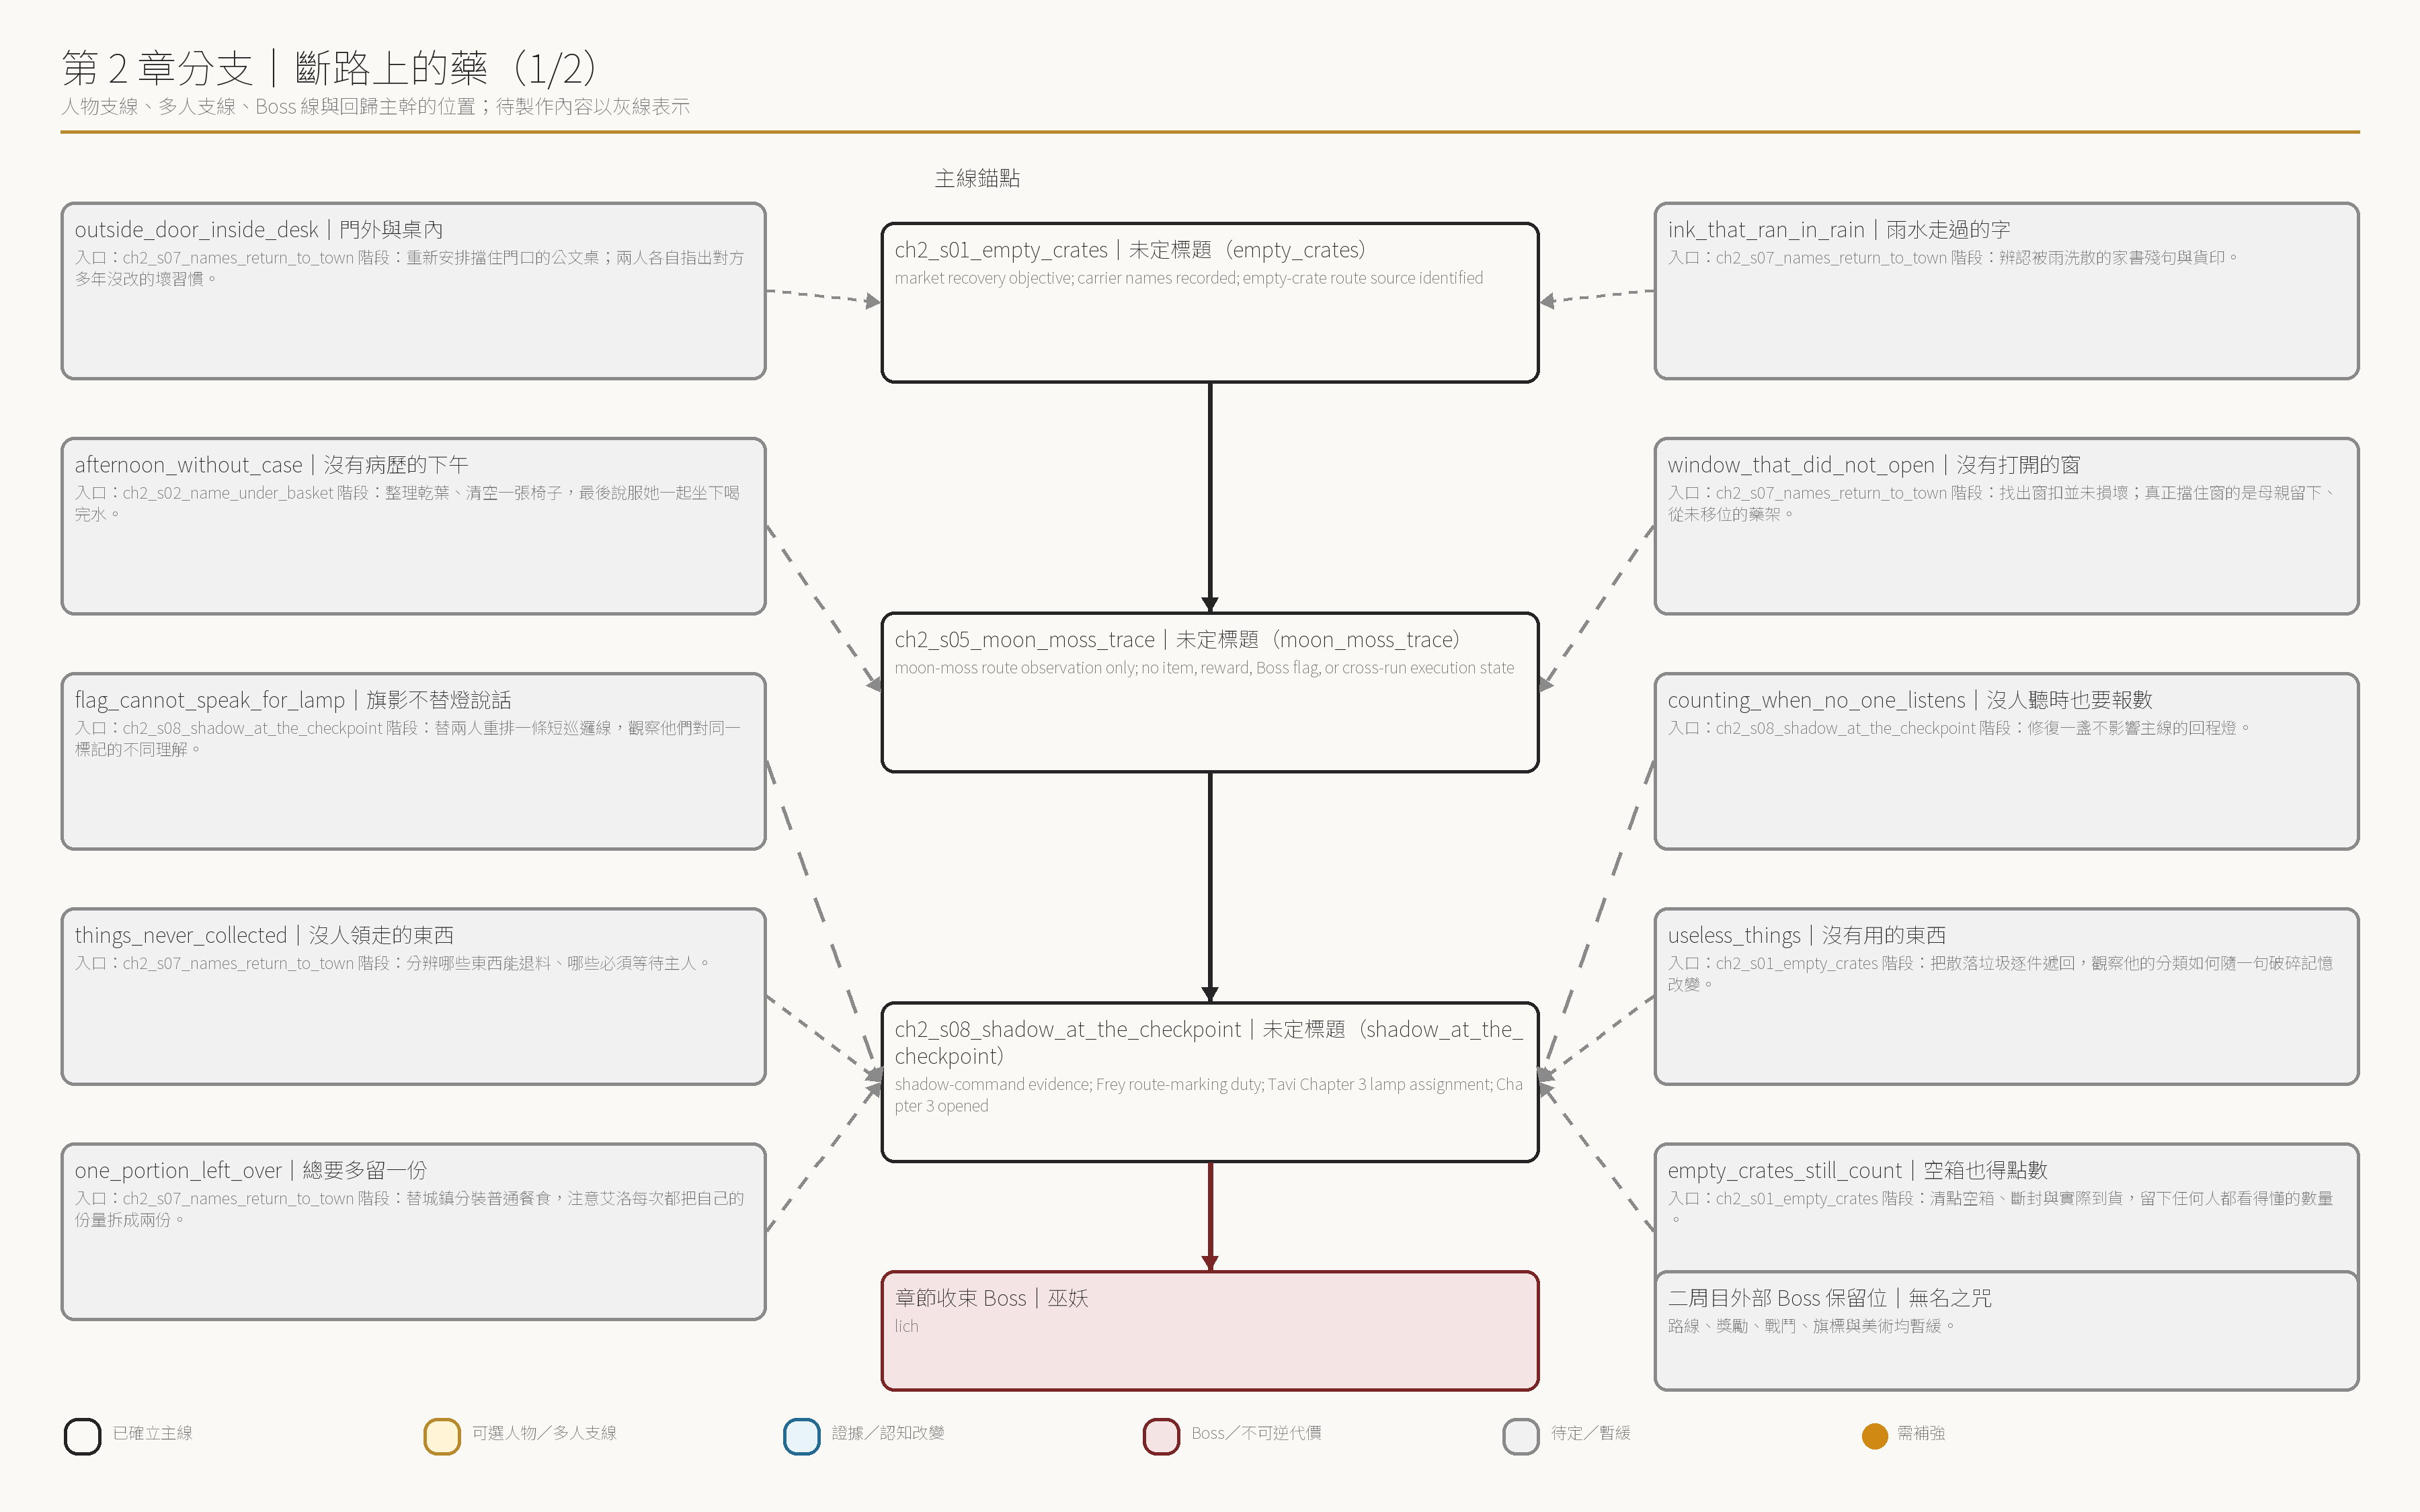 第 2 章分支｜斷路上的藥（1/2）
人物支線、多人支線、Boss 線與回歸主幹的位置；待製作內容以灰線表示
主線錨點
outside_door_inside_desk｜門外與桌內
入口：ch2_s07_names_return_to_town 階段：重新安排擋住門口的公文桌；兩人各自指出對方
多年沒改的壞習慣。
ch2_s01_empty_crates｜未定標題（empty_crates）
market recovery objective; carrier names recorded; empty-crate route source identified
ink_that_ran_in_rain｜雨水走過的字
入口：ch2_s07_names_return_to_town 階段：辨認被雨洗散的家書殘句與貨印。
afternoon_without_case｜沒有病歷的下午
入口：ch2_s02_name_under_basket 階段：整理乾葉、清空一張椅子，最後說服她一起坐下喝
完水。
window_that_did_not_open｜沒有打開的窗
入口：ch2_s07_names_return_to_town 階段：找出窗扣並未損壞；真正擋住窗的是母親留下、
從未移位的藥架。
ch2_s05_moon_moss_trace｜未定標題（moon_moss_trace）
moon-moss route observation only; no item, reward, Boss flag, or cross-run execution state
flag_cannot_speak_for_lamp｜旗影不替燈說話
入口：ch2_s08_shadow_at_the_checkpoint 階段：替兩人重排一條短巡邏線，觀察他們對同一
標記的不同理解。
counting_when_no_one_listens｜沒人聽時也要報數
入口：ch2_s08_shadow_at_the_checkpoint 階段：修復一盞不影響主線的回程燈。
things_never_collected｜沒人領走的東西
入口：ch2_s07_names_return_to_town 階段：分辨哪些東西能退料、哪些必須等待主人。
useless_things｜沒有用的東西
入口：ch2_s01_empty_crates 階段：把散落垃圾逐件遞回，觀察他的分類如何隨一句破碎記憶
改變。
ch2_s08_shadow_at_the_checkpoint｜未定標題（shadow_at_the_
checkpoint）
shadow-command evidence; Frey route-marking duty; Tavi Chapter 3 lamp assignment; Cha
pter 3 opened
one_portion_left_over｜總要多留一份
入口：ch2_s07_names_return_to_town 階段：替城鎮分裝普通餐食，注意艾洛每次都把自己的
份量拆成兩份。
empty_crates_still_count｜空箱也得點數
入口：ch2_s01_empty_crates 階段：清點空箱、斷封與實際到貨，留下任何人都看得懂的數量
。
章節收束 Boss｜巫妖
lich
二周目外部 Boss 保留位｜無名之咒
路線、獎勵、戰鬥、旗標與美術均暫緩。
已確立主線
可選人物／多人支線
證據／認知改變
Boss／不可逆代價
待定／暫緩
需補強